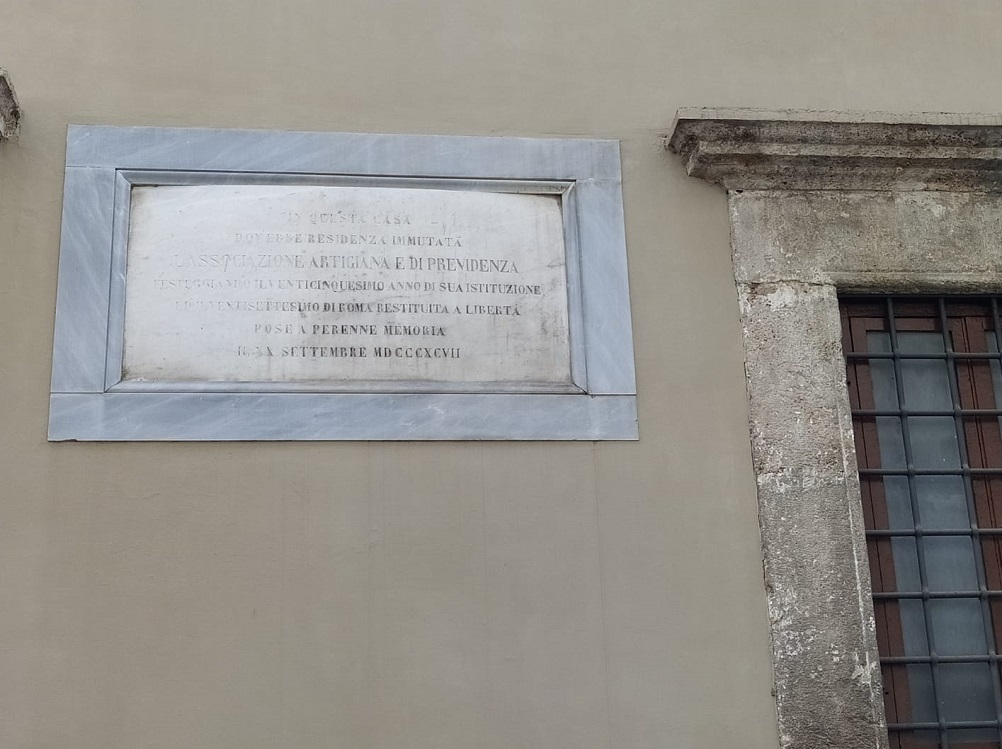 IN QUESTA CASA
DOV'EBBE RESIDENZA IMMUTATA
L'ASSOCIAZIONE ARTIGIANA E DI PREVIDENZA
FESTEGGIANDO IL VENTICINQUESIMO ANNO DI SUA ISTITUZIONE
E IL VENTISETTESIMO DI ROMA RESTITUITA A LIBERTÀ
POSE A PERENNE MEMORIA
IL XX SETTEMBRE MDCCCXCVII